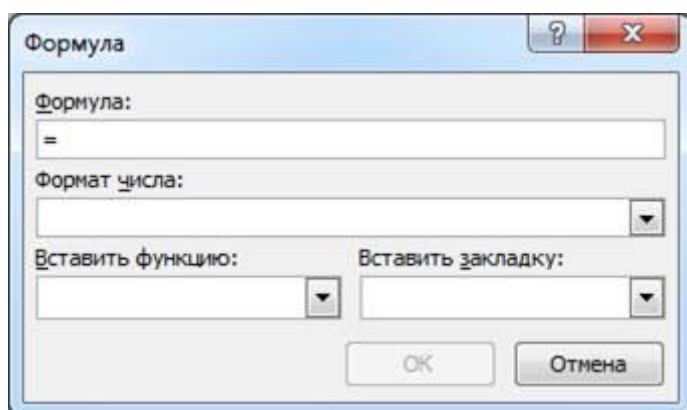 Формула
Формула:
=
Формат числа:
Вставить функцию: Вставить закладку:
ОК Отмена